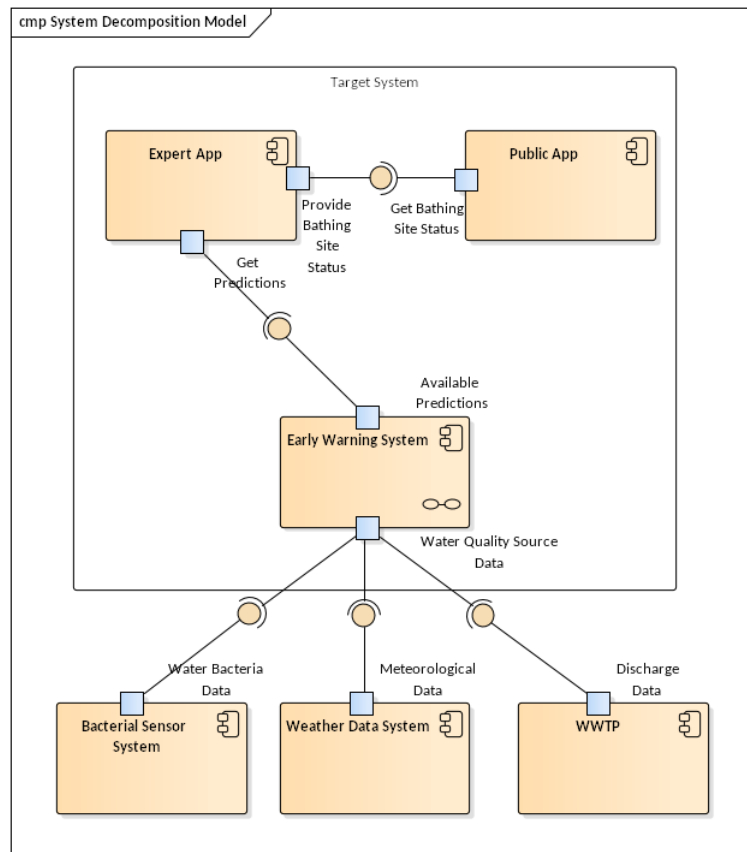 cmp System Decomposition Model
Target System
Expert App
Public App
Provide
Bathing
Site
Status
Get Bathing
Site Status
Get
Predictions
Available
Predictions
Early Warning System
Water Quality Source
Data
Water Bacteria
Data
Meteorological
Data
Discharge
Data
Bacterial Sensor
System
Weather Data System
WWTP